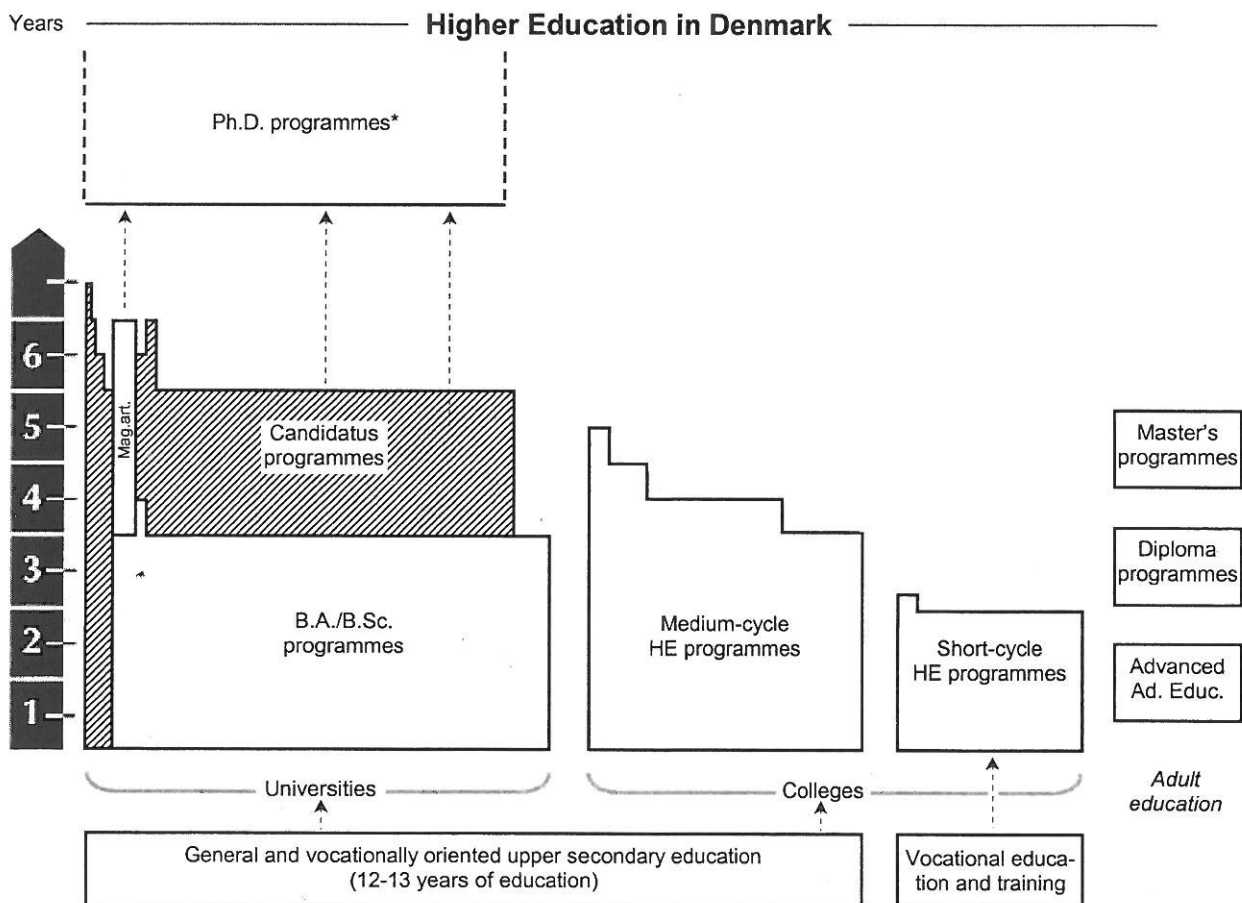 Years
Higher Education in Denmark
Ph.D. programmes*
6
5
4
3
2
1
Mag.art.
Candidatus
programmes
B.A./B.Sc.
programmes
Medium-cycle
HE programmes
Short-cycle
HE programmes
Master's
programmes
Diploma
programmes
Advanced
Ad. Educ.
Universities
Colleges
Adult
education
General and vocationally oriented upper secondary education
(12-13 years of education)
Vocational educa-
tion and training